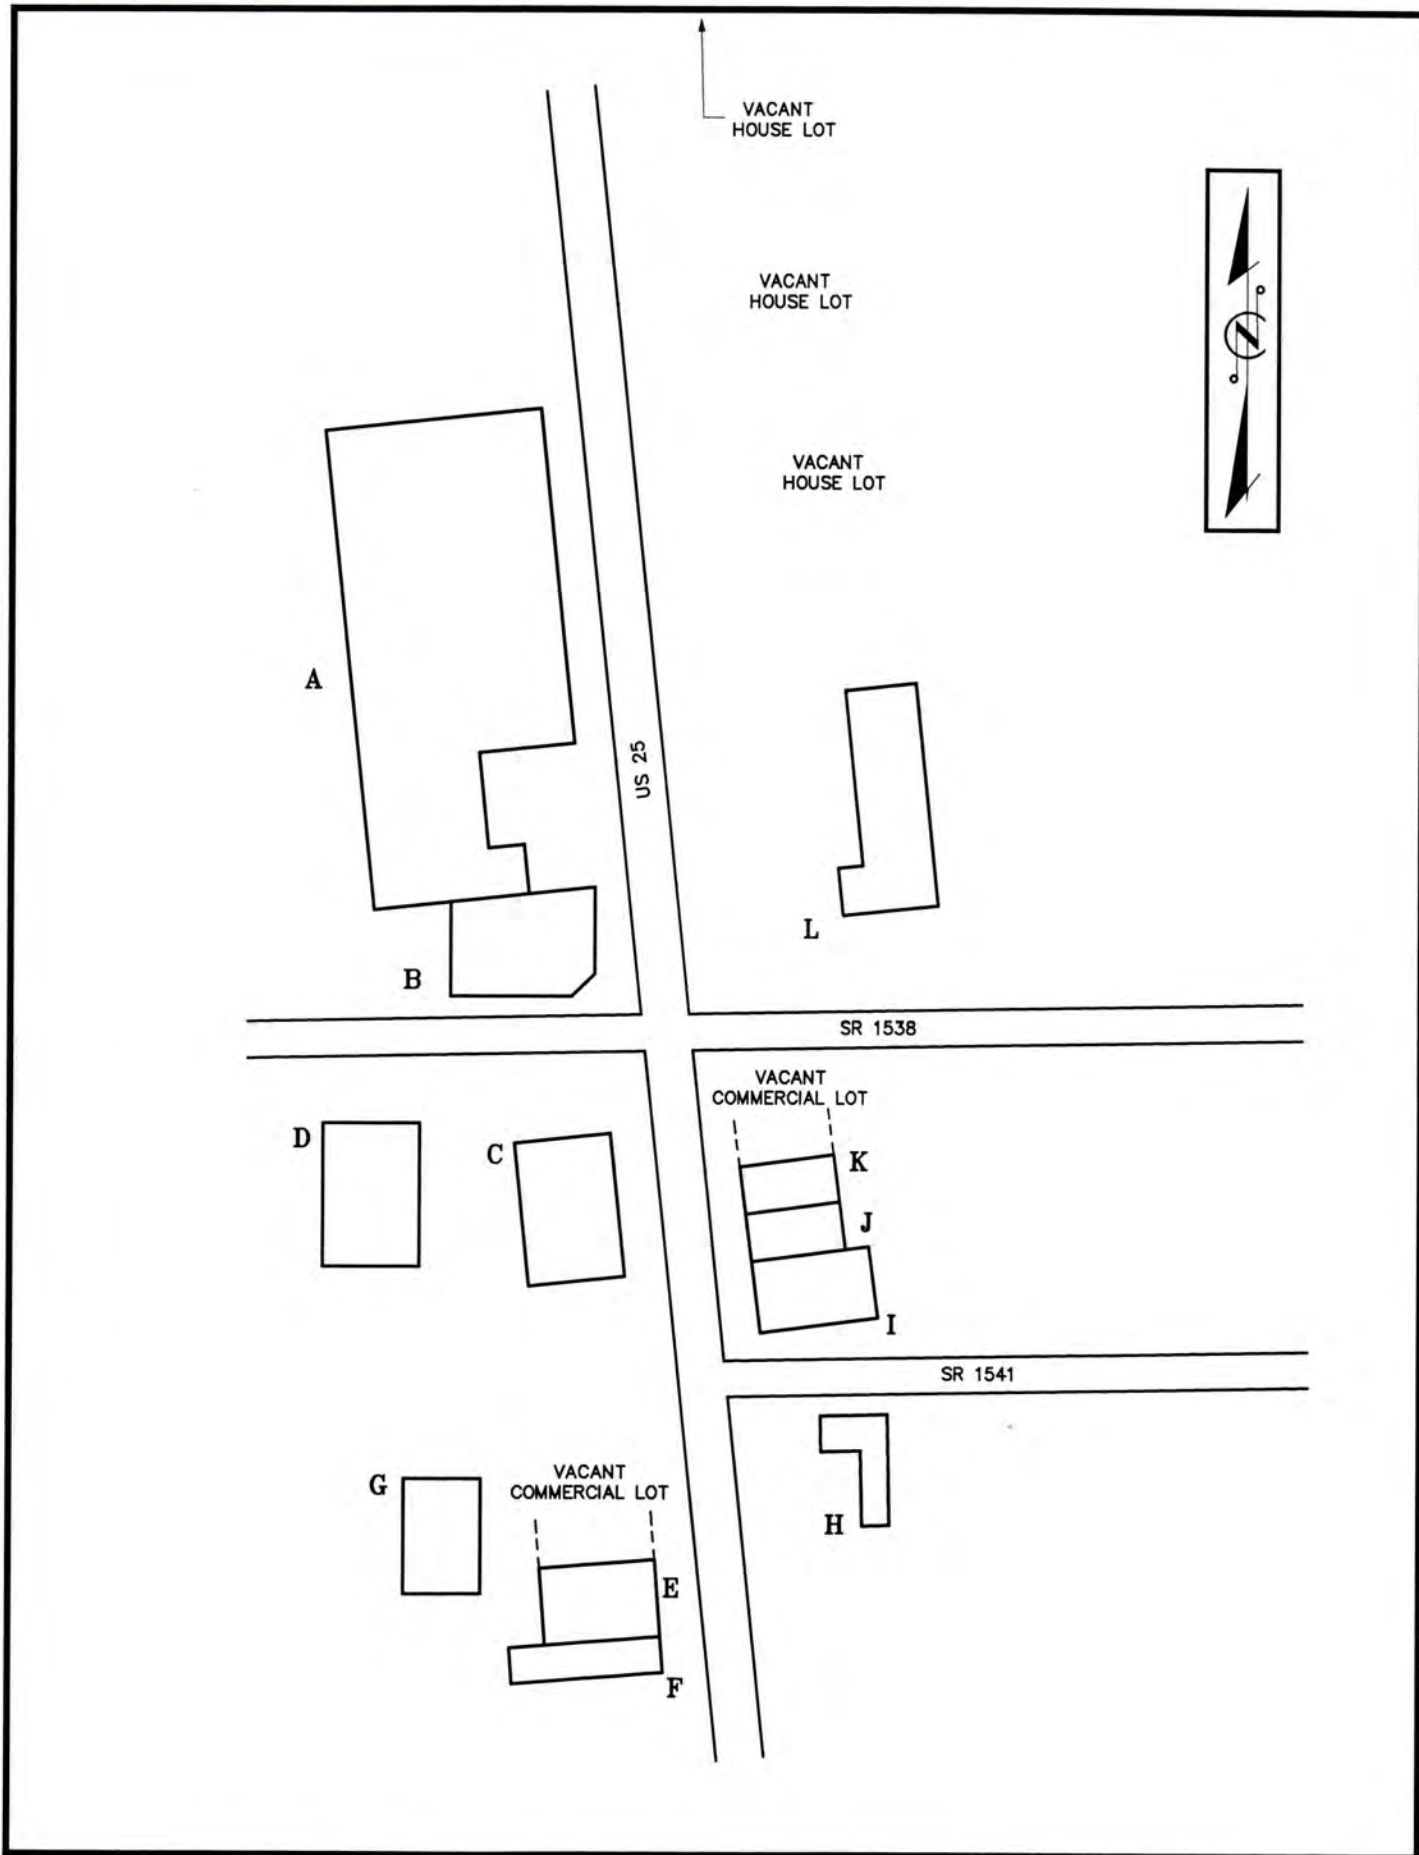 VACANT
HOUSE LOT
VACANT
HOUSE LOT
VACANT
HOUSE LOT
N
A
US 25
L
B
SR 1538
VACANT
COMMERCIAL LOT
D
C
K
J
I
SR 1541
G
VACANT
COMMERCIAL LOT
H
E
F